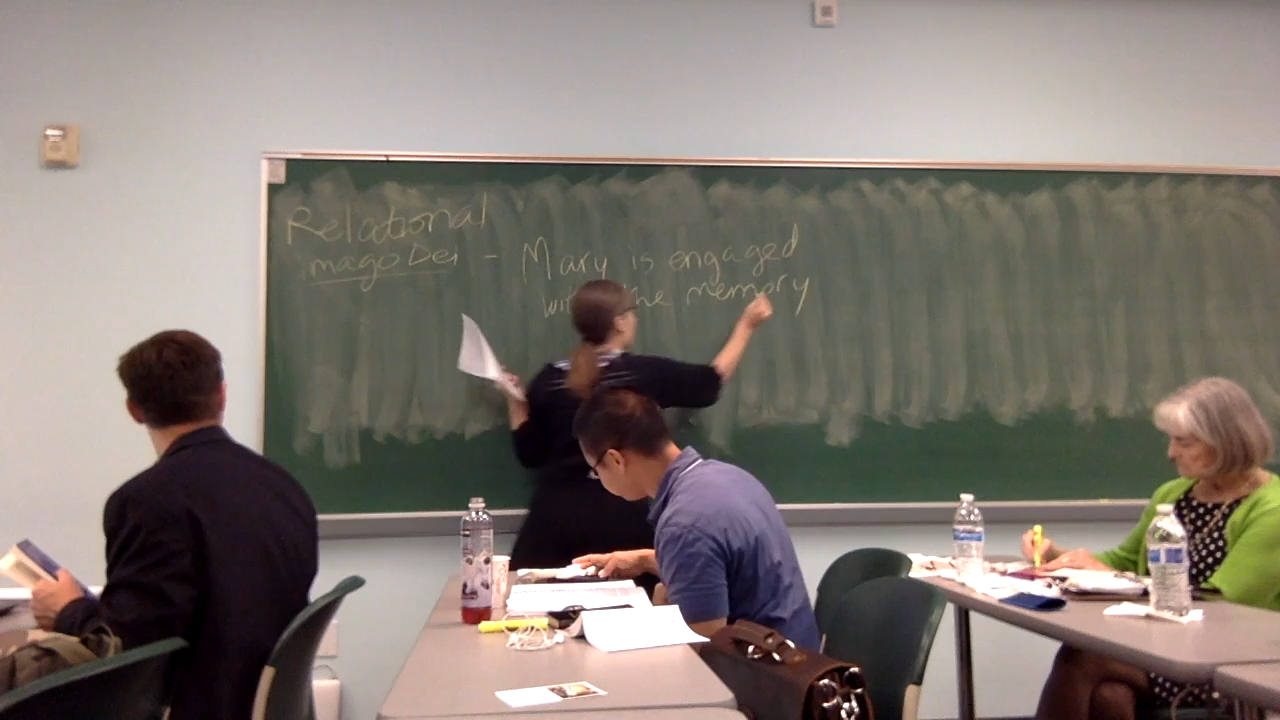 Relational
imago Dei - Mary is engaged
with the memory